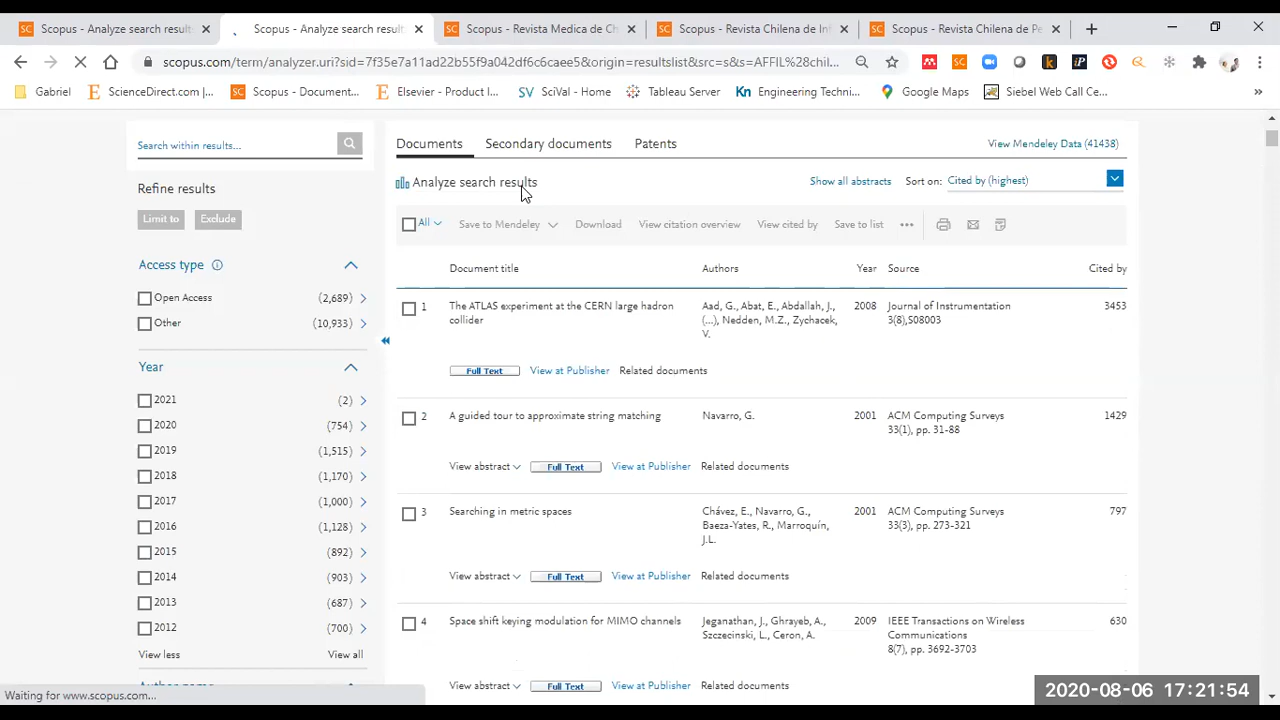 Scopus - Analyze search results
Scopus - Analyze search result
Scopus - Revista Medica de Ch
Scopus - Revista Chilena de In
Scopus - Revista Chilena de Pe
scopus.com/term/analyzer.uri?sid=7f35e7a11ad22b55f9a042df6c6caee5&origin=resultslist&src=s&s=AFFIL%28chil...
Gabriel
ScienceDirect.com |...
Scopus - Document...
Elsevier - Product I...
SciVal - Home
Tableau Server
Engineering Techni...
Google Maps
Siebel Web Call Ce...
Search within results...
Refine results
Limit to
Exclude
Access type
Open Access (2,689)
Other (10,933)
Year
2021 (2)
2020 (754)
2019 (1,515)
2018 (1,170)
2017 (1,000)
2016 (1,128)
2015 (892)
2014 (903)
2013 (687)
2012 (700)
View less View all
Author name
Documents Secondary documents Patents
View Mendeley Data (41438)
Analyze search results
Show all abstracts Sort on: Cited by (highest)
All Save to Mendeley Download View citation overview View cited by Save to list
Document title Authors Year Source Cited by
1 The ATLAS experiment at the CERN large hadron
collider
Aad, G., Abat, E., Abdallah, J.,
(...), Nedden, M.Z., Zychacek,
V.
2008
Journal of Instrumentation
3(8),S08003
3453
Full Text View at Publisher Related documents
2 A guided tour to approximate string matching
Navarro, G.
2001
ACM Computing Surveys
33(1), pp. 31-88
1429
View abstract Full Text View at Publisher Related documents
3 Searching in metric spaces
Chávez, E., Navarro, G.,
Baeza-Yates, R., Marroquín,
J.L.
2001
ACM Computing Surveys
33(3), pp. 273-321
797
View abstract Full Text View at Publisher Related documents
4 Space shift keying modulation for MIMO channels
Jeganathan, J., Ghrayeb, A.,
Szczecinski, L., Ceron, A.
2009
IEEE Transactions on Wireless
Communications
8(7), pp. 3692-3703
630
View abstract Full Text View at Publisher Related documents
Waiting for www.scopus.com...
2020-08-06 17:21:54